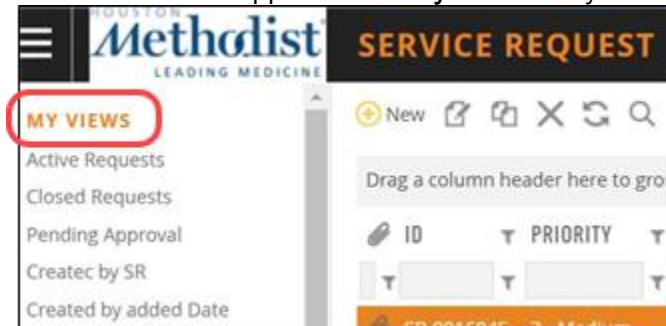 HOUSTON
Methodist
LEADING MEDICINE
SERVICE REQUEST
MY VIEWS
Active Requests
Closed Requests
Pending Approval
Createc by SR
Created by added Date
New
Drag a column header here to gro
ID PRIORITY